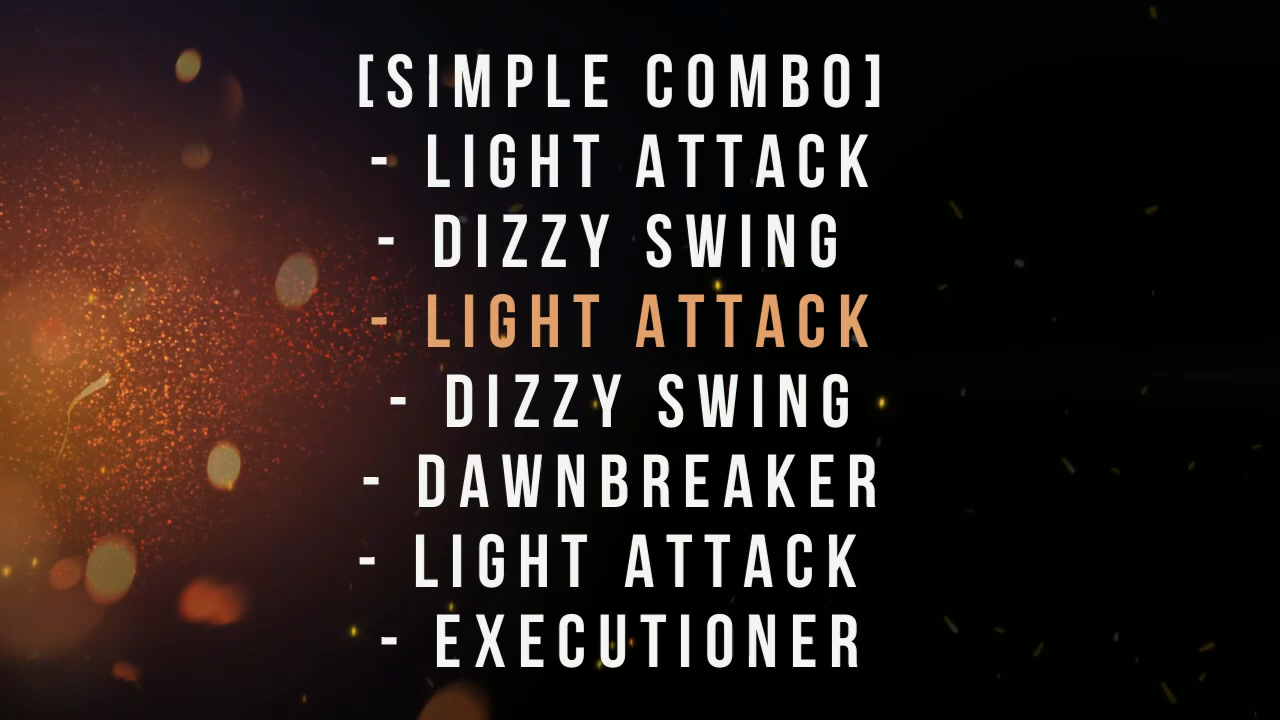 [SIMPLE COMBO]
- LIGHT ATTACK
- DIZZY SWING
- LIGHT ATTACK
- DIZZY SWING
- DAWNBREAKER
- LIGHT ATTACK
- EXECUTIONER